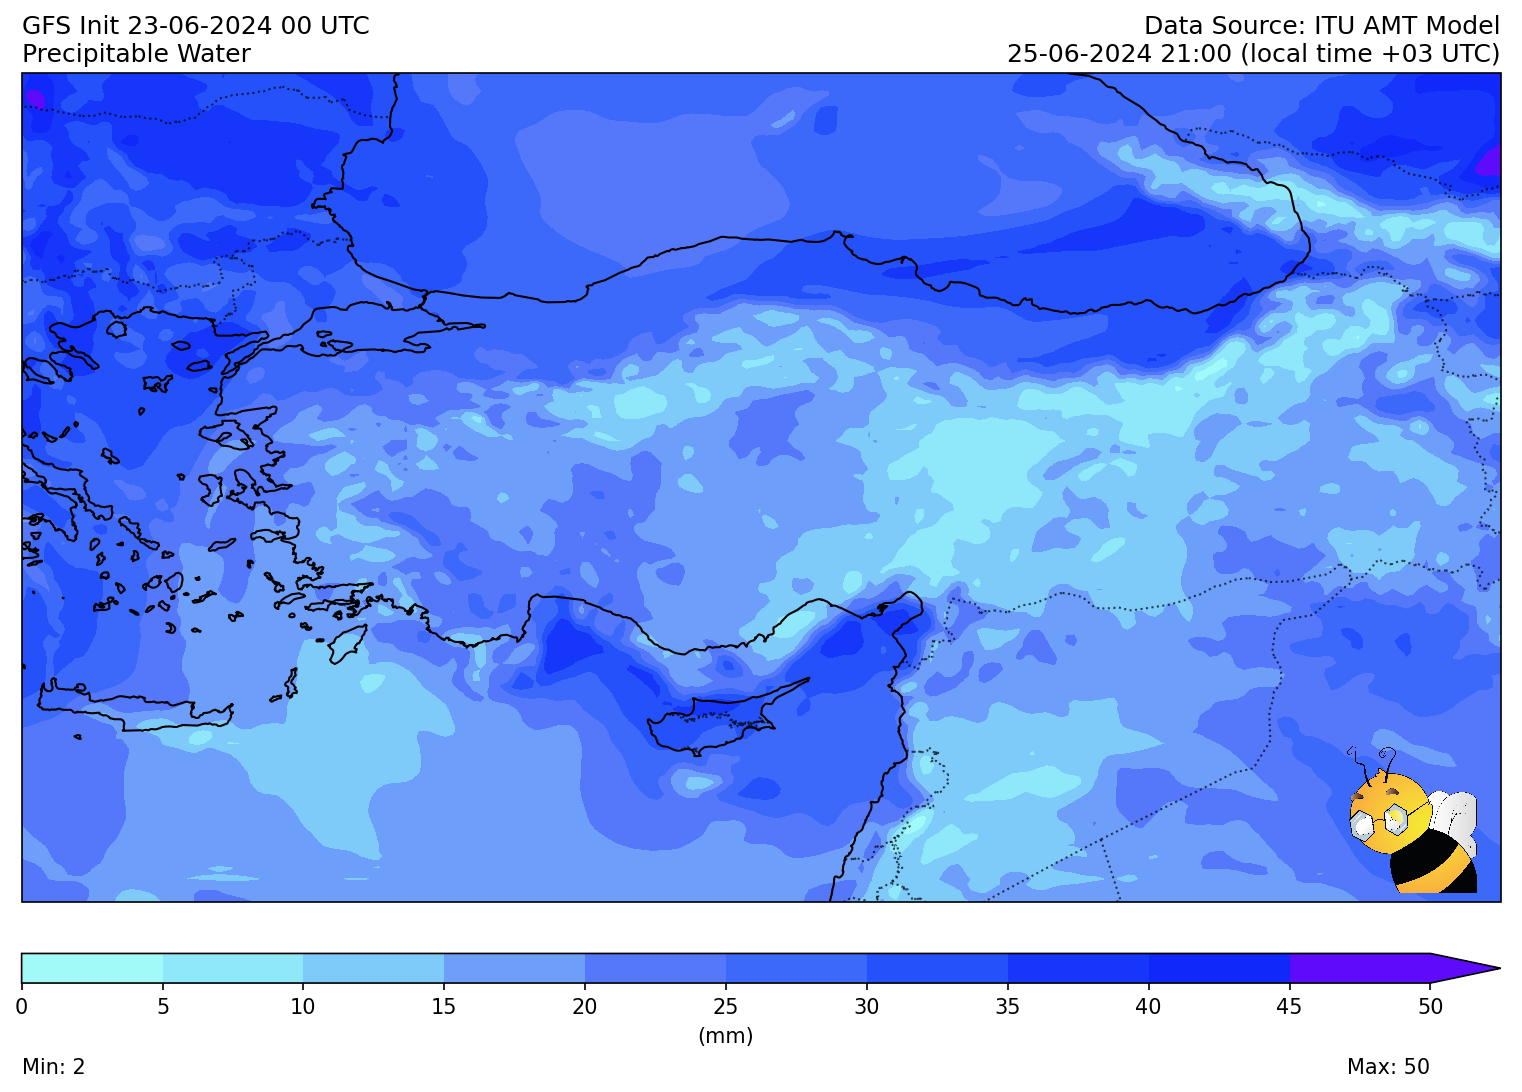 GFS Init 23-06-2024 00 UTC
Precipitable Water
Data Source: ITU AMT Model
25-06-2024 21:00 (local time +03 UTC)
0 5 10 15 20 25 30 35 40 45 50
(mm)
Min: 2
Max: 50